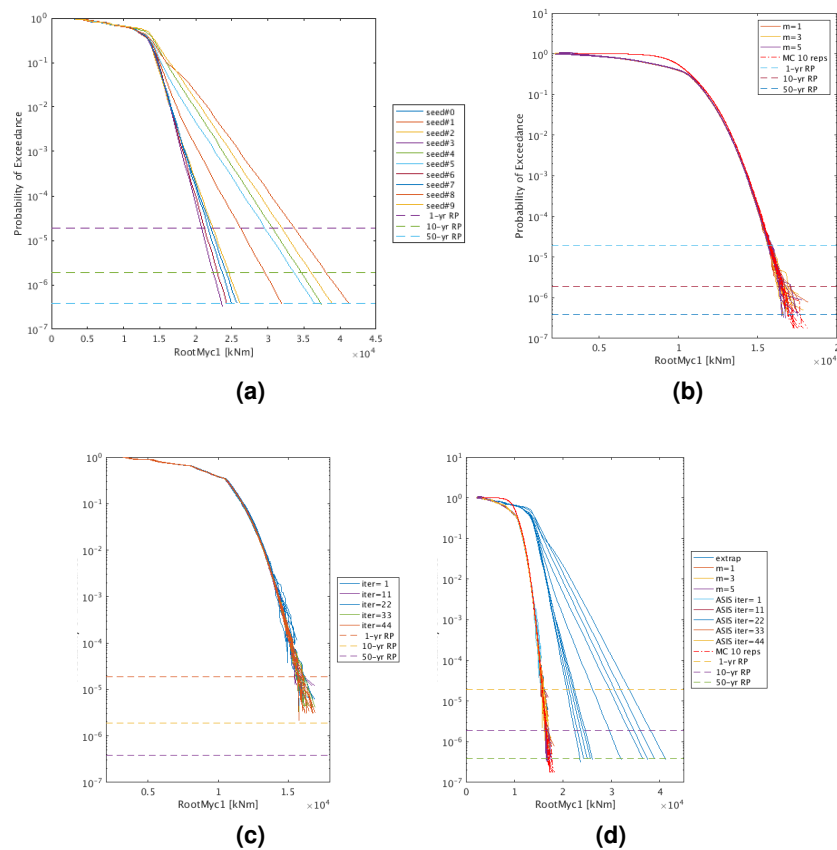 10^0
10^-1
10^-2
10^-3
10^-4
10^-5
10^-6
10^-7
Probability of Exceedance
0 0.5 1 1.5 2 2.5 3 3.5 4 4.5
RootMyc1 [kNm]
×10^4
seed#0
seed#1
seed#2
seed#3
seed#4
seed#5
seed#6
seed#7
seed#8
seed#9
1-yr RP
10-yr RP
50-yr RP
(a)
10^1
10^0
10^-1
10^-2
10^-3
10^-4
10^-5
10^-6
10^-7
Probability of Exceedance
0.5 1 1.5 20
RootMyc1 [kNm]
×10^4
m=1
m=3
m=5
MC 10 reps
1-yr RP
10-yr RP
50-yr RP
(b)
10^0
10^-1
10^-2
10^-3
10^-4
10^-5
10^-6
10^-7
0.5 1 1.5
RootMyc1 [kNm]
×10^4
iter= 1
iter=11
iter=22
iter=33
iter=44
1-yr RP
10-yr RP
50-yr RP
(c)
10^1
10^0
10^-1
10^-2
10^-3
10^-4
10^-5
10^-6
10^-7
0 1 2 3 4
RootMyc1 [kNm]
×10^4
extrap
m=1
m=3
m=5
ASIS iter= 1
ASIS iter=11
ASIS iter=22
ASIS iter=33
ASIS iter=44
MC 10 reps
1-yr RP
10-yr RP
50-yr RP
(d)